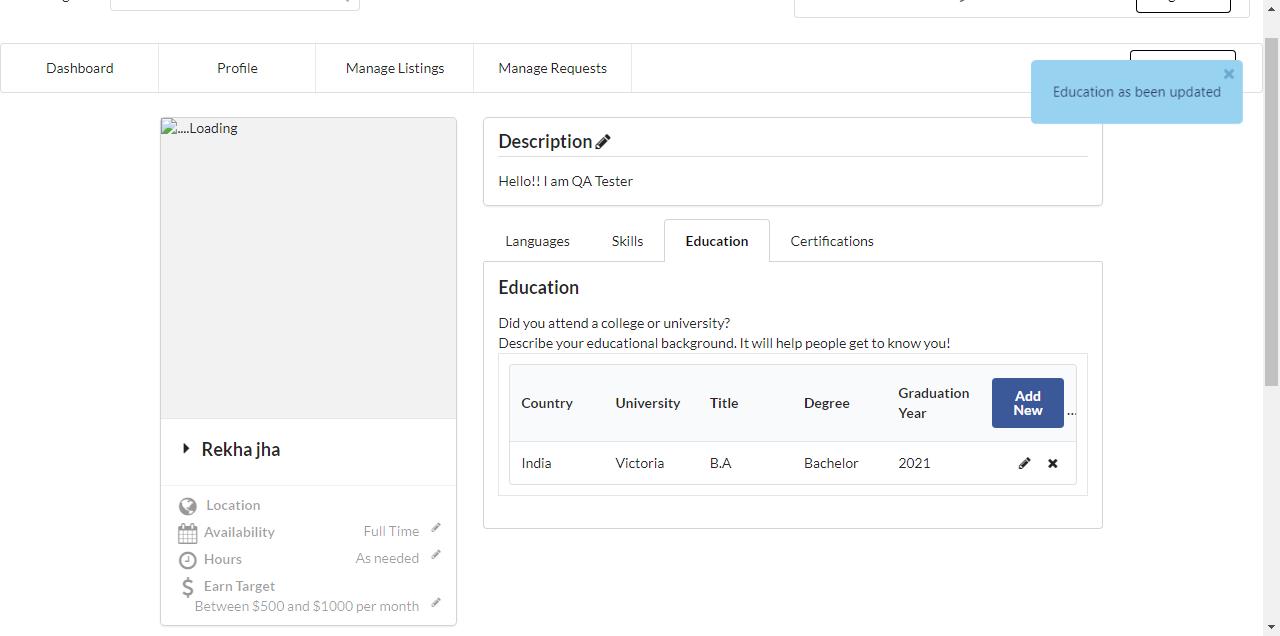 Dashboard
Profile
Manage Listings
Manage Requests
Education as been updated
....Loading
Description
Hello!! I am QA Tester
Languages
Skills
Education
Certifications
Education
Did you attend a college or university?
Describe your educational background. It will help people get to know you!
Country University Title Degree Graduation Year Add New ...
India Victoria B.A Bachelor 2021
Rekha jha
Location
Availability Full Time
Hours As needed
Earn Target
Between $500 and $1000 per month